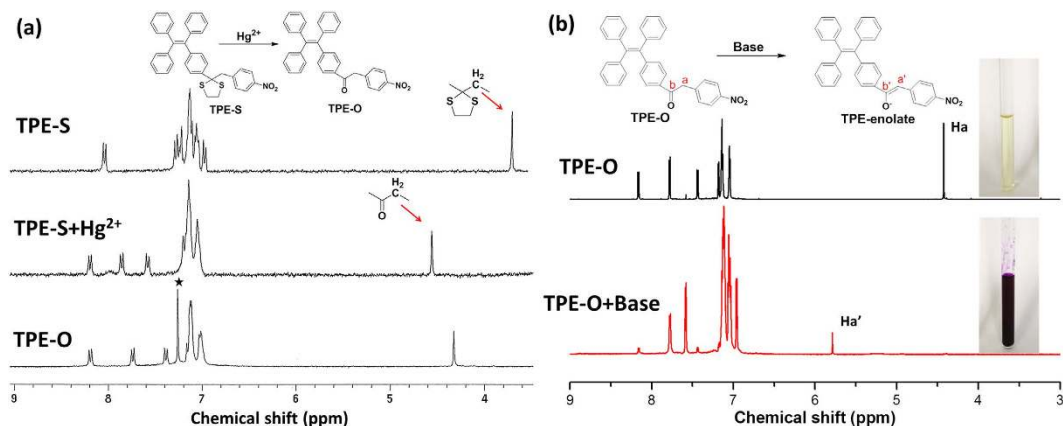 (a)
Hg2+
S
S
NO2
TPE-S
O
NO2
TPE-O
CH2
S
S
TPE-S
CH2
O
TPE-S+Hg2+
★
TPE-O
9
8
7
6
5
4
Chemical shift (ppm)
(b)
Base
b
a
O
NO2
TPE-O
b'
a'
O-
NO2
TPE-enolate
TPE-O
Ha
TPE-O+Base
Ha'
9
8
7
6
5
4
3
Chemical shift (ppm)